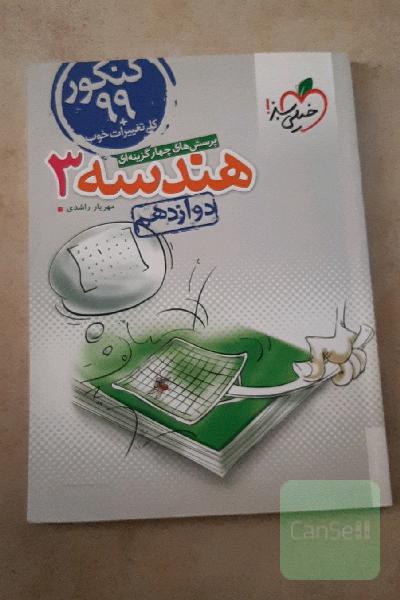 کنکور
۹۹
+
کلی تغییرات خوب
خیلی سبز!
پرسش‌های چهارگزینه‌ای
هندسه ۳
مهریار راشدی
دوازدهم
CanSell